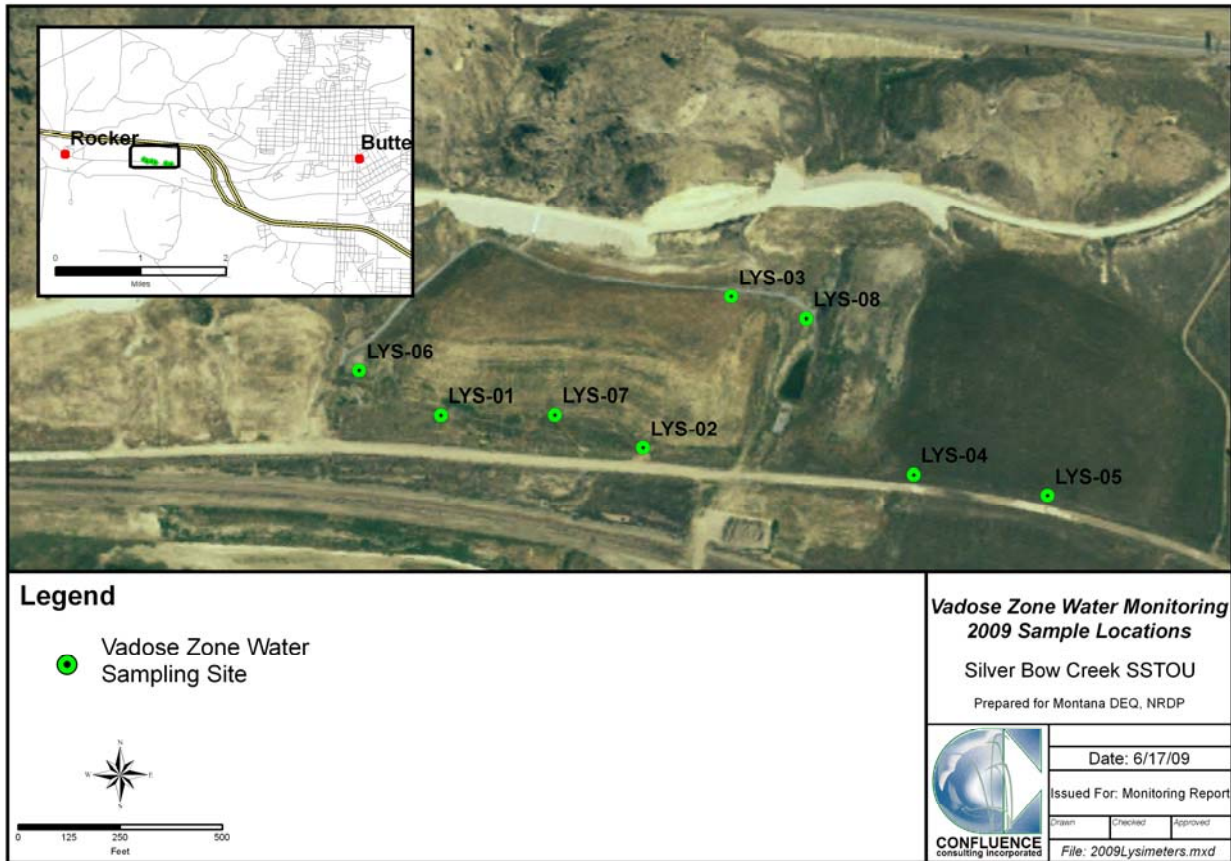 Rocker
Butte
0 1 2
Miles
LYS-03
LYS-08
LYS-06
LYS-01
LYS-07
LYS-02
LYS-04
LYS-05
Legend
Vadose Zone Water
Sampling Site
N
W E
S
0 125 250 500
Feet
Vadose Zone Water Monitoring
2009 Sample Locations
Silver Bow Creek SSTOU
Prepared for Montana DEQ, NRDP
CONFLUENCE
consulting incorporated
Date: 6/17/09
Issued For: Monitoring Report
Drawn Checked Approved
File: 2009Lysimeters.mxd